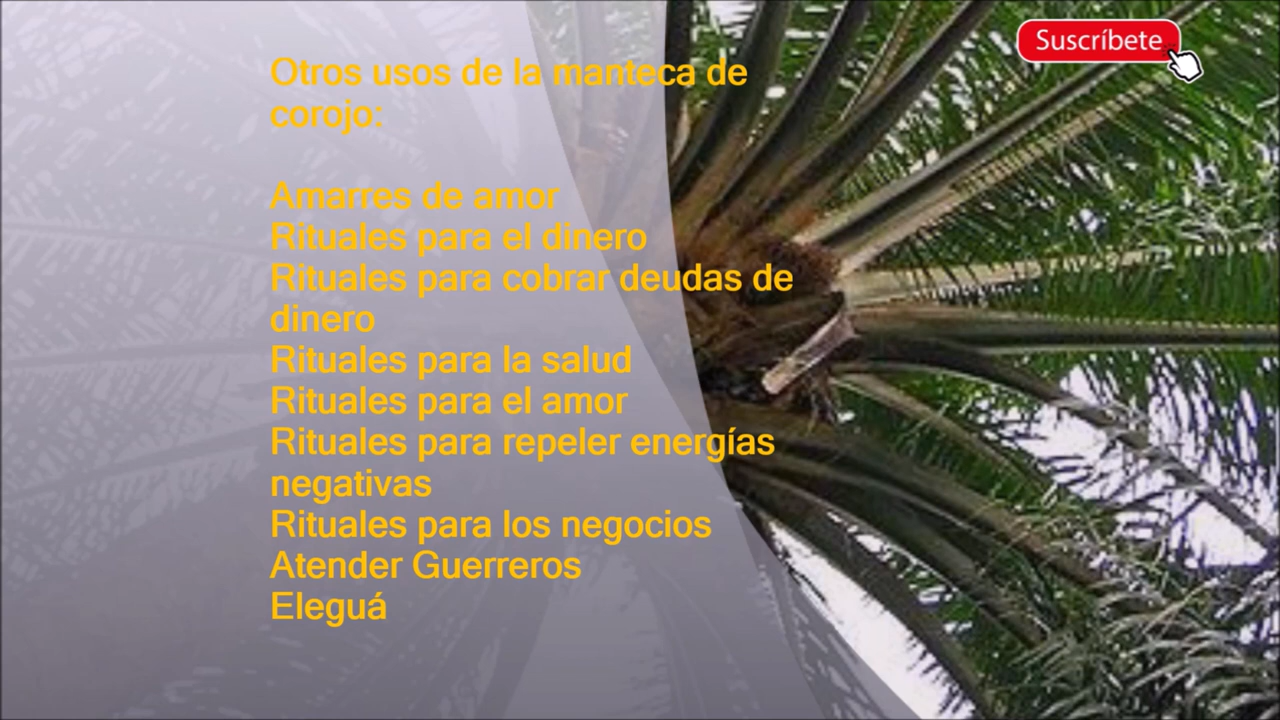 Suscríbete
Otros usos de la manteca de
corojo:
Amarres de amor
Rituales para el dinero
Rituales para cobrar deudas de
dinero
Rituales para la salud
Rituales para el amor
Rituales para repeler energías
negativas
Rituales para los negocios
Atender Guerreros
Eleguá